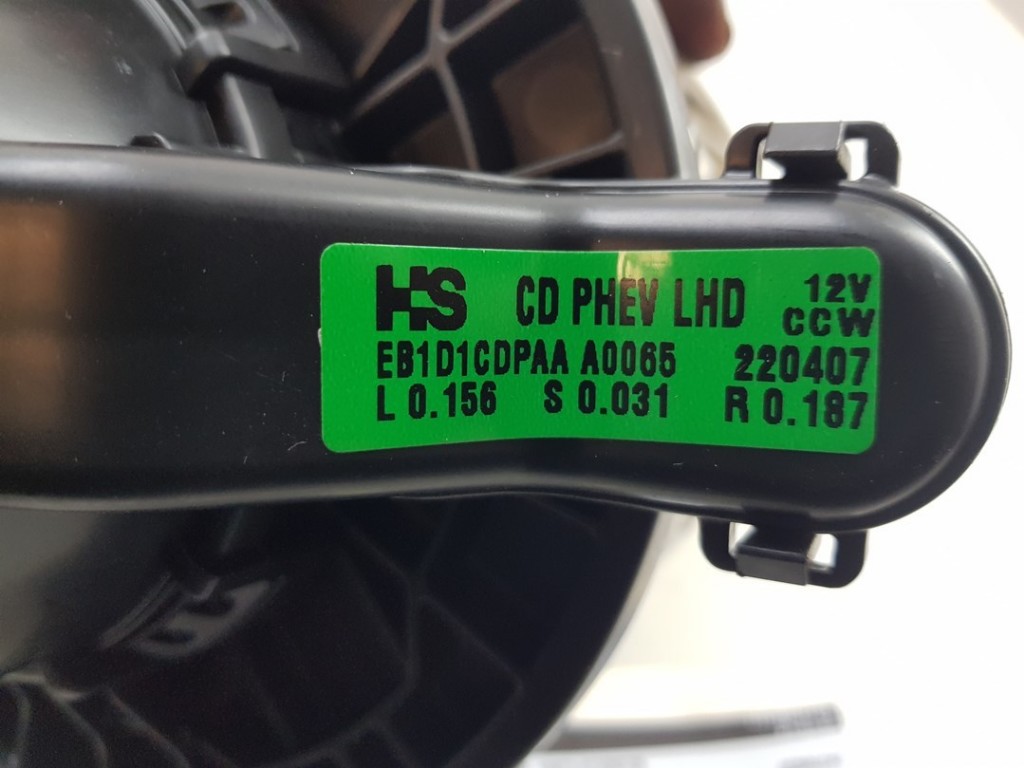 HS CD PHEV LHD 12V
CCW
EB1D1CDPAA A0065 220407
L 0.156 S 0.031 R 0.187